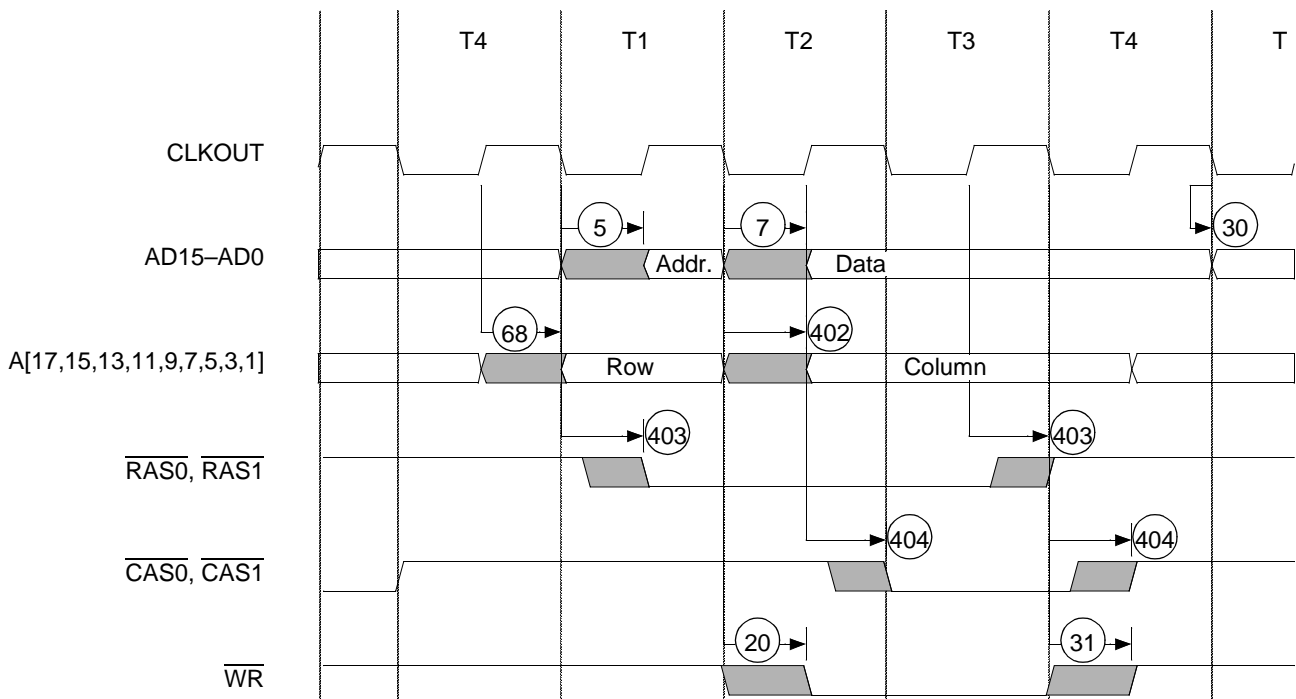 T4 T1 T2 T3 T4 T
CLKOUT
5 7 30
AD15–AD0 Addr. Data
68 402
A[17,15,13,11,9,7,5,3,1] Row Column
403 403
RAS0, RAS1
404 404
CAS0, CAS1
20 31
WR